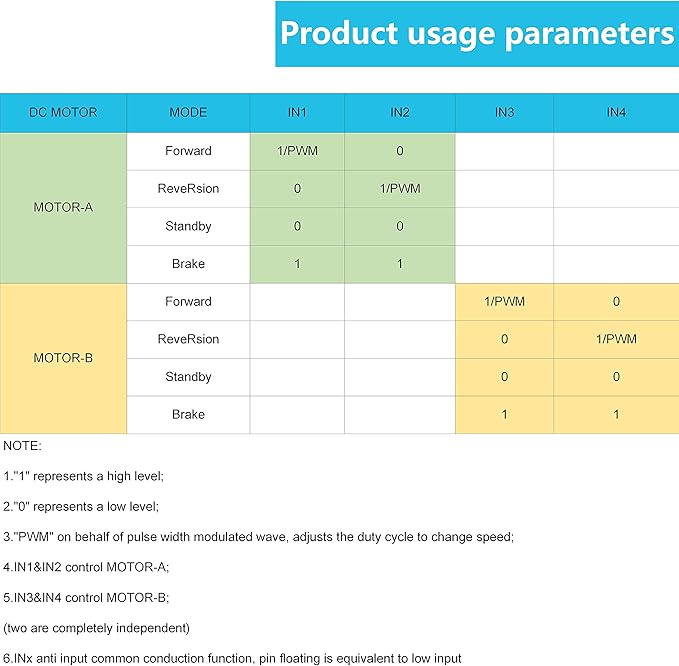 Product usage parameters
DC MOTOR MODE IN1 IN2 IN3 IN4
MOTOR-A
Forward 1/PWM 0
ReveRsion 0 1/PWM
Standby 0 0
Brake 1 1
MOTOR-B
Forward 1/PWM 0
ReveRsion 0 1/PWM
Standby 0 0
Brake 1 1
NOTE:
1."1" represents a high level;
2."0" represents a low level;
3."PWM" on behalf of pulse width modulated wave, adjusts the duty cycle to change speed;
4.IN1&IN2 control MOTOR-A;
5.IN3&IN4 control MOTOR-B;
(two are completely independent)
6.INx anti input common conduction function, pin floating is equivalent to low input